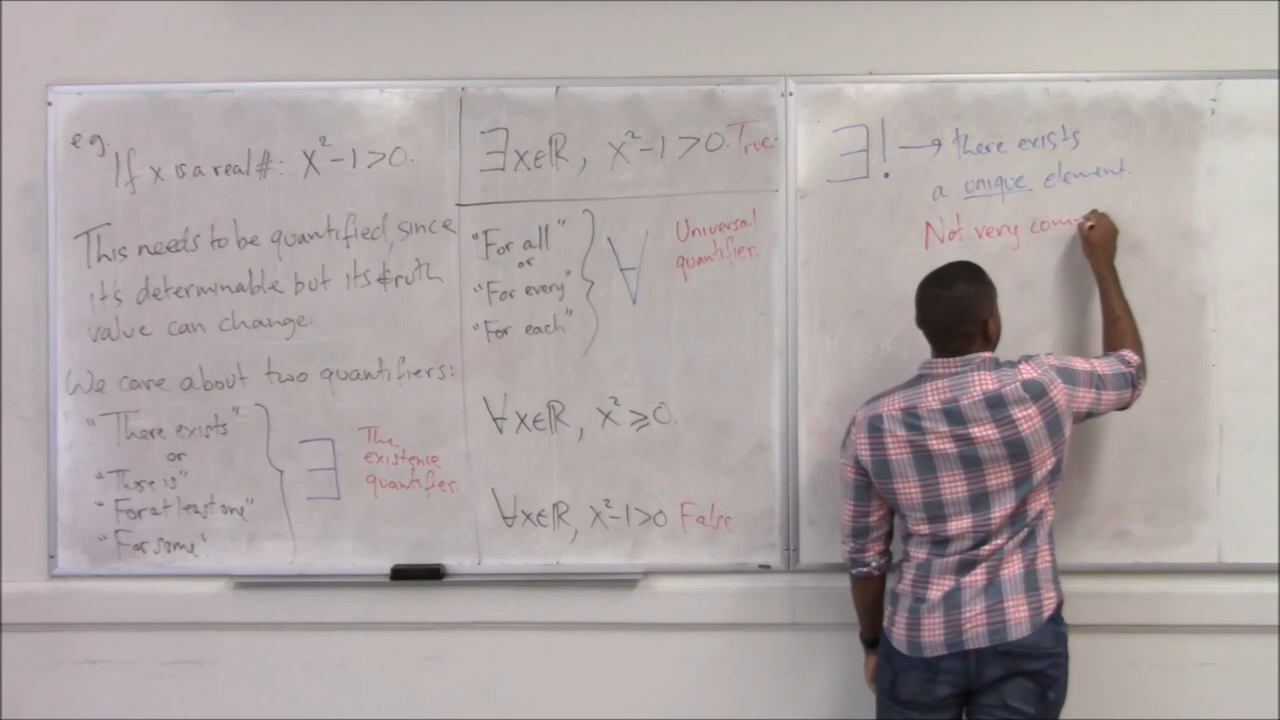 e.g.
If x is a real #: x²-1>0.
This needs to be quantified, since
it's determinable but its truth
value can change.
We care about two quantifiers:
"There exists"
or
"There is"
"For at least one"
"For some"
∃
The
existence
quantifier.
∃x∈ℝ, x²-1>0. True.
"For all"
or
"For every"
"For each"
∀
Universal
quantifier.
∀x∈ℝ, x²≥0.
∀x∈ℝ, x²-1>0 False
∃! → there exists
a unique element.
Not very com